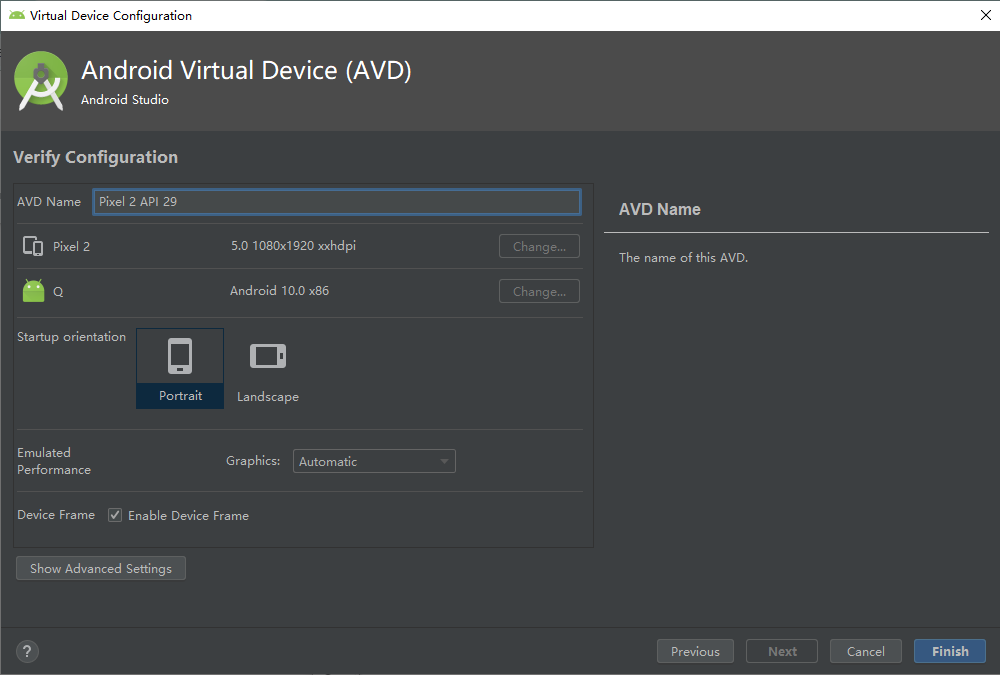 Virtual Device Configuration
Android Virtual Device (AVD)
Android Studio
Verify Configuration
AVD Name
Pixel 2 API 29
Pixel 2
5.0 1080x1920 xxhdpi
Change...
Q
Android 10.0 x86
Change...
Startup orientation
Portrait
Landscape
Emulated
Performance
Graphics:
Automatic
Device Frame
Enable Device Frame
Show Advanced Settings
AVD Name
The name of this AVD.
?
Previous
Next
Cancel
Finish